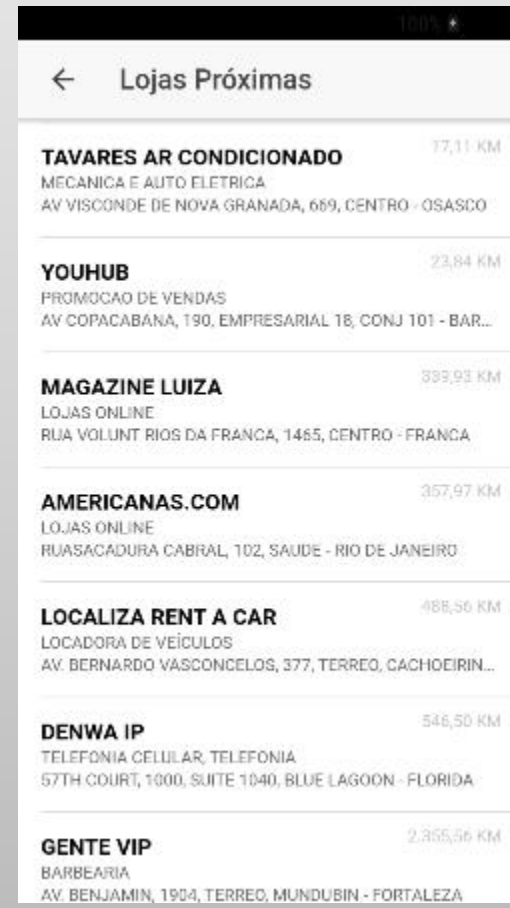 100%
Lojas Próximas
TAVARES AR CONDICIONADO
17,11 KM
MECANICA E AUTO ELETRICA
AV VISCONDE DE NOVA GRANADA, 669, CENTRO - OSASCO
YOUHUB
23,84 KM
PROMOCAO DE VENDAS
AV COPACABANA, 190, EMPRESARIAL 18, CONJ 101 - BAR...
MAGAZINE LUIZA
339,93 KM
LOJAS ONLINE
RUA VOLUNT RIOS DA FRANCA, 1465, CENTRO - FRANCA
AMERICANAS.COM
357,97 KM
LOJAS ONLINE
RUASACADURA CABRAL, 102, SAUDE - RIO DE JANEIRO
LOCALIZA RENT A CAR
488,56 KM
LOCADORA DE VEÍCULOS
AV. BERNARDO VASCONCELOS, 377, TERREO, CACHOEIRIN...
DENWA IP
546,50 KM
TELEFONIA CELULAR, TELEFONIA
57TH COURT, 1000, SUITE 1040, BLUE LAGOON - FLORIDA
GENTE VIP
2.355,56 KM
BARBEARIA
AV. BENJAMIN, 1904, TERREO, MUNDUBIN - FORTALEZA